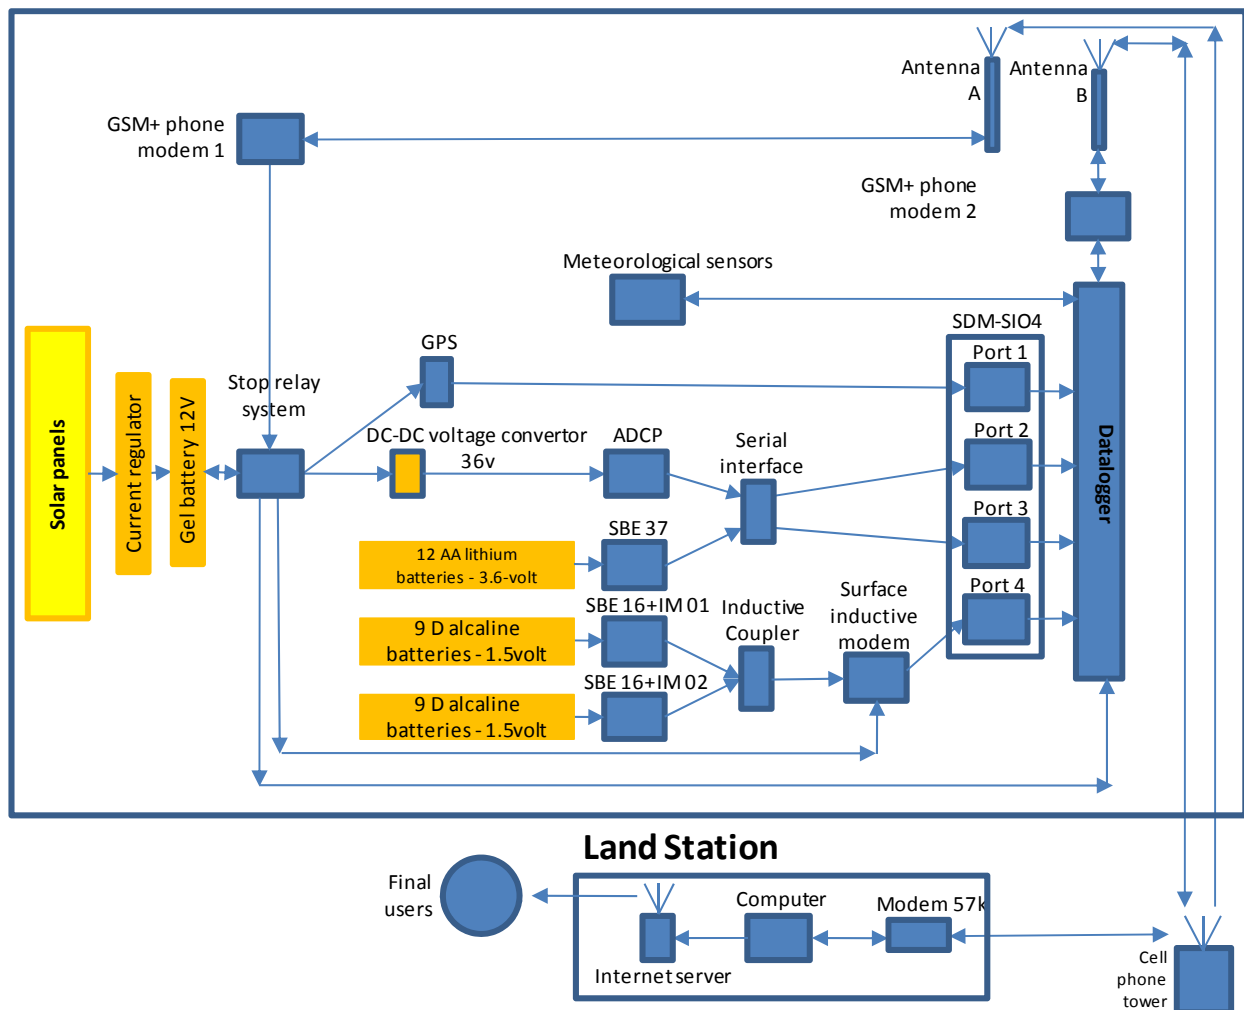 Antenna
A
Antenna
B
GSM+ phone
modem 1
GSM+ phone
modem 2
Meteorological sensors
SDM-SIO4
GPS
Port 1
Stop relay
system
Solar panels
Current regulator
Gel battery 12V
DC-DC voltage convertor
36v
ADCP
Serial
interface
Port 2
Datalogger
Port 3
SBE 37
12 AA lithium
batteries - 3.6-volt
Port 4
SBE 16+IM 01
Inductive
Coupler
Surface
inductive
modem
9 D alcaline
batteries - 1.5volt
SBE 16+IM 02
9 D alcaline
batteries - 1.5volt
Land Station
Final
users
Computer
Modem 57k
Internet server
Cell
phone
tower